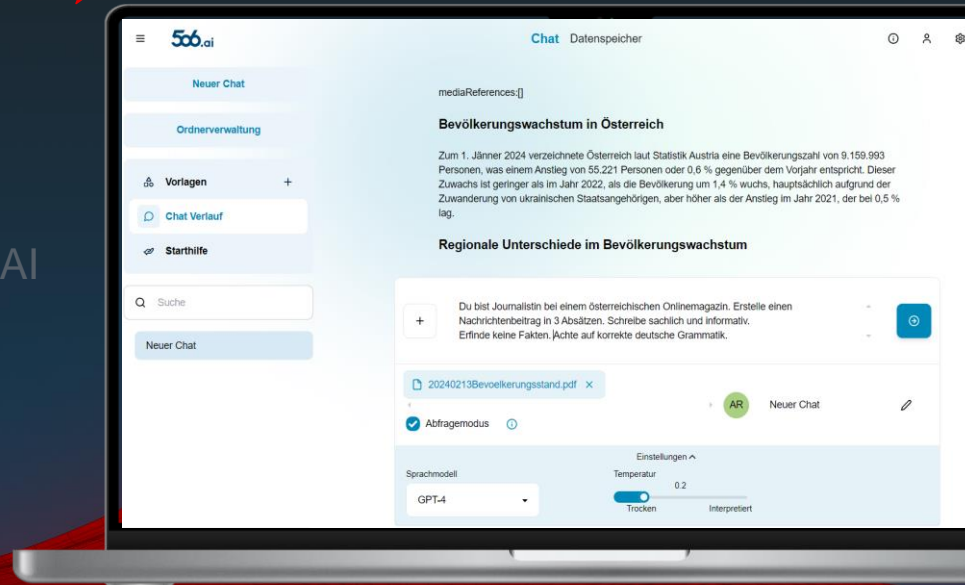 506.ai
Chat Datenspeicher
Neuer Chat
Ordnerverwaltung
Vorlagen +
Chat Verlauf
Starthilfe
Suche
Neuer Chat
mediaReferences:[]
Bevölkerungswachstum in Österreich
Zum 1. Jänner 2024 verzeichnete Österreich laut Statistik Austria eine Bevölkerungszahl von 9.159.993
Personen, was einem Anstieg von 55.221 Personen oder 0,6 % gegenüber dem Vorjahr entspricht. Dieser
Zuwachs ist geringer als im Jahr 2022, als die Bevölkerung um 1,4 % wuchs, hauptsächlich aufgrund der
Zuwanderung von ukrainischen Staatsangehörigen, aber höher als der Anstieg im Jahr 2021, der bei 0,5 %
lag.
Regionale Unterschiede im Bevölkerungswachstum
Du bist Journalistin bei einem österreichischen Onlinemagazin. Erstelle einen
Nachrichtenbeitrag in 3 Absätzen. Schreibe sachlich und informativ.
Erfinde keine Fakten. Achte auf korrekte deutsche Grammatik.
20240213Bevoelkerungsstand.pdf ×
AR Neuer Chat
Abfragemodus
Einstellungen
Sprachmodell
Temperatur
0.2
GPT-4
Trocken Interpretiert
AI